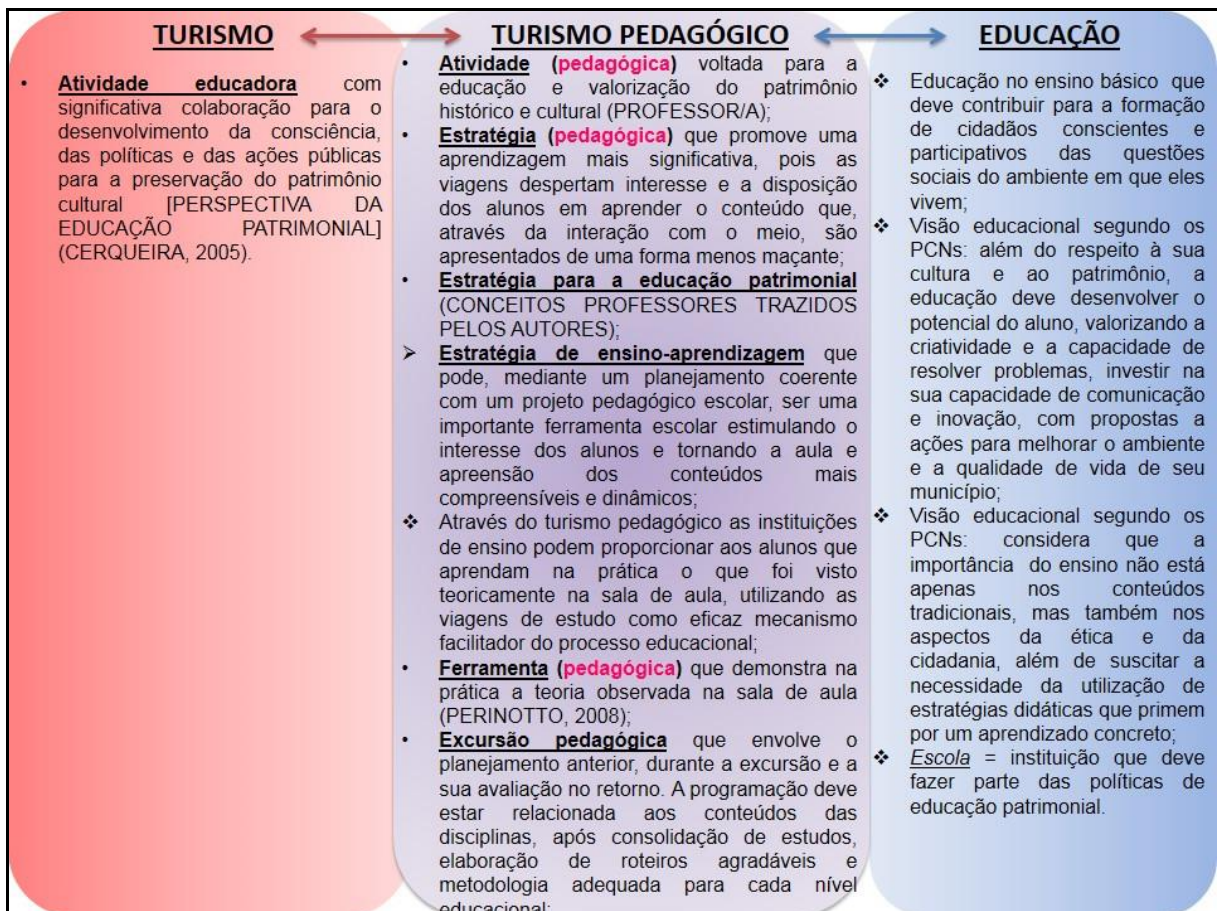 TURISMO
• Atividade educadora com
significativa colaboração para o
desenvolvimento da consciência,
das políticas e das ações públicas
para a preservação do patrimônio
cultural [PERSPECTIVA DA
EDUCAÇÃO PATRIMONIAL]
(CERQUEIRA, 2005).
TURISMO PEDAGÓGICO
• Atividade (pedagógica) voltada para a
educação e valorização do patrimônio
histórico e cultural (PROFESSOR/A);
• Estratégia (pedagógica) que promove uma
aprendizagem mais significativa, pois as
viagens despertam interesse e a disposição
dos alunos em aprender o conteúdo que,
através da interação com o meio, são
apresentados de uma forma menos maçante;
• Estratégia para a educação patrimonial
(CONCEITOS PROFESSORES TRAZIDOS
PELOS AUTORES);
➢ Estratégia de ensino-aprendizagem que
pode, mediante um planejamento coerente
com um projeto pedagógico escolar, ser uma
importante ferramenta escolar estimulando o
interesse dos alunos e tornando a aula e
apreensão dos conteúdos mais
compreensíveis e dinâmicos;
❖ Através do turismo pedagógico as instituições
de ensino podem proporcionar aos alunos que
aprendam na prática o que foi visto
teoricamente na sala de aula, utilizando as
viagens de estudo como eficaz mecanismo
facilitador do processo educacional;
• Ferramenta (pedagógica) que demonstra na
prática a teoria observada na sala de aula
(PERINOTTO, 2008);
• Excursão pedagógica que envolve o
planejamento anterior, durante a excursão e a
sua avaliação no retorno. A programação deve
estar relacionada aos conteúdos das
disciplinas, após consolidação de estudos,
elaboração de roteiros agradáveis e
metodologia adequada para cada nível
educacional;
EDUCAÇÃO
❖ Educação no ensino básico que
deve contribuir para a formação
de cidadãos conscientes e
participativos das questões
sociais do ambiente em que eles
vivem;
❖ Visão educacional segundo os
PCNs: além do respeito à sua
cultura e ao patrimônio, a
educação deve desenvolver o
potencial do aluno, valorizando a
criatividade e a capacidade de
resolver problemas, investir na
sua capacidade de comunicação
e inovação, com propostas a
ações para melhorar o ambiente
e a qualidade de vida de seu
município;
❖ Visão educacional segundo os
PCNs: considera que a
importância do ensino não está
apenas nos conteúdos
tradicionais, mas também nos
aspectos da ética e da
cidadania, além de suscitar a
necessidade da utilização de
estratégias didáticas que primem
por um aprendizado concreto;
❖ Escola = instituição que deve
fazer parte das políticas de
educação patrimonial.